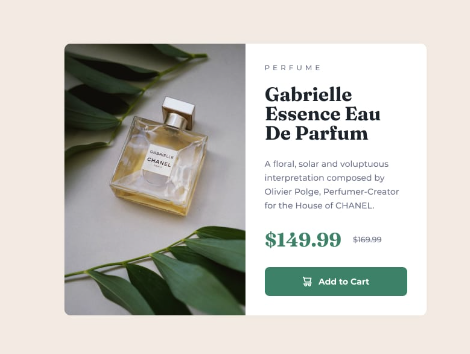 PERFUME
Gabrielle
Essence Eau
De Parfum
A floral, solar and voluptuous
interpretation composed by
Olivier Polge, Perfumer-Creator
for the House of CHANEL.
$149.99 $169.99
Add to Cart
GABRIELLE
CHANEL